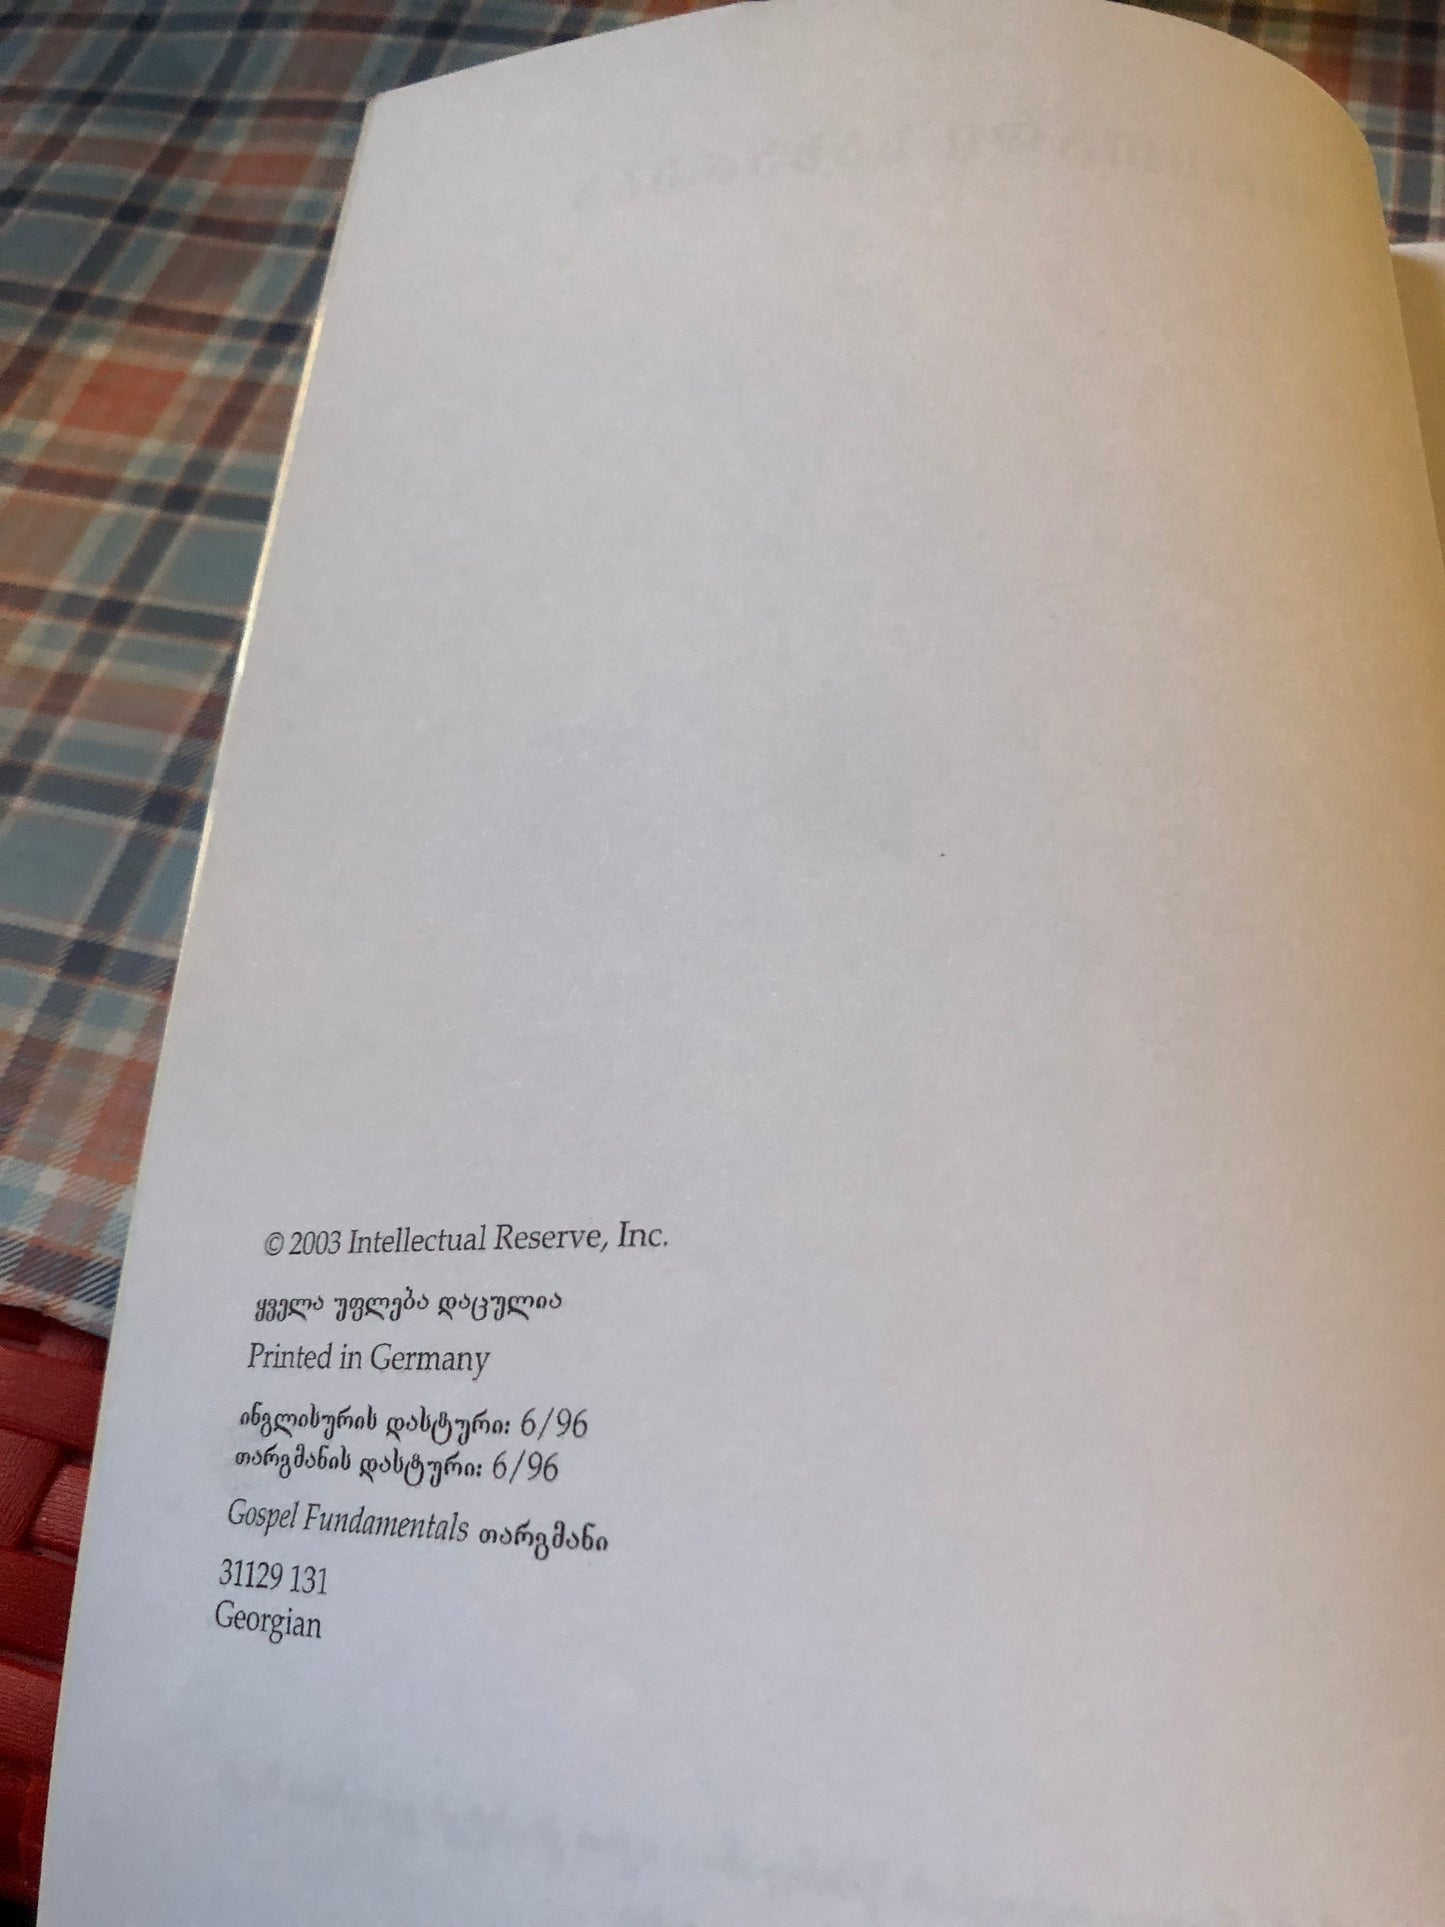 © 2003 Intellectual Reserve, Inc.
ყველა უფლება დაცულია
Printed in Germany
ინგლისურის დასტური: 6/96
თარგმანის დასტური: 6/96
Gospel Fundamentals თარგმანი
31129 131
Georgian